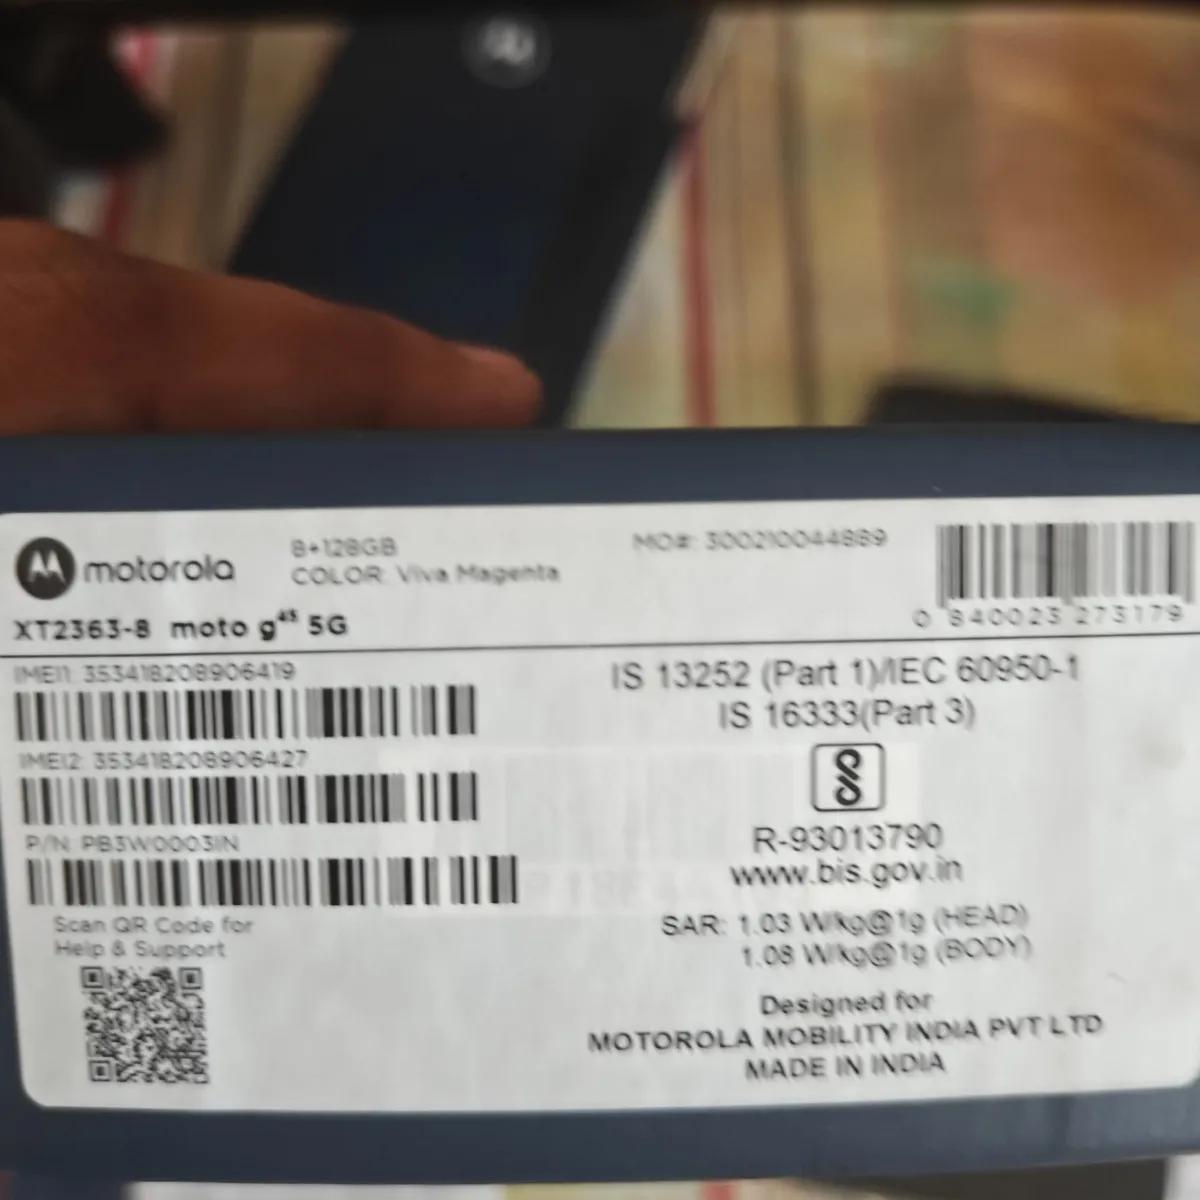 motorola
8+128GB
COLOR: Viva Magenta
MO#: 300210044889
0 840023 273179
XT2363-8 moto g45 5G
IMEI1: 353418208906419
IMEI2: 353418208906427
P/N: PB3W0003IN
Scan QR Code for
Help & Support
IS 13252 (Part 1)/IEC 60950-1
IS 16333(Part 3)
R-93013790
www.bis.gov.in
SAR: 1.03 W/kg@1g (HEAD)
1.08 W/kg@1g (BODY)
Designed for
MOTOROLA MOBILITY INDIA PVT LTD
MADE IN INDIA